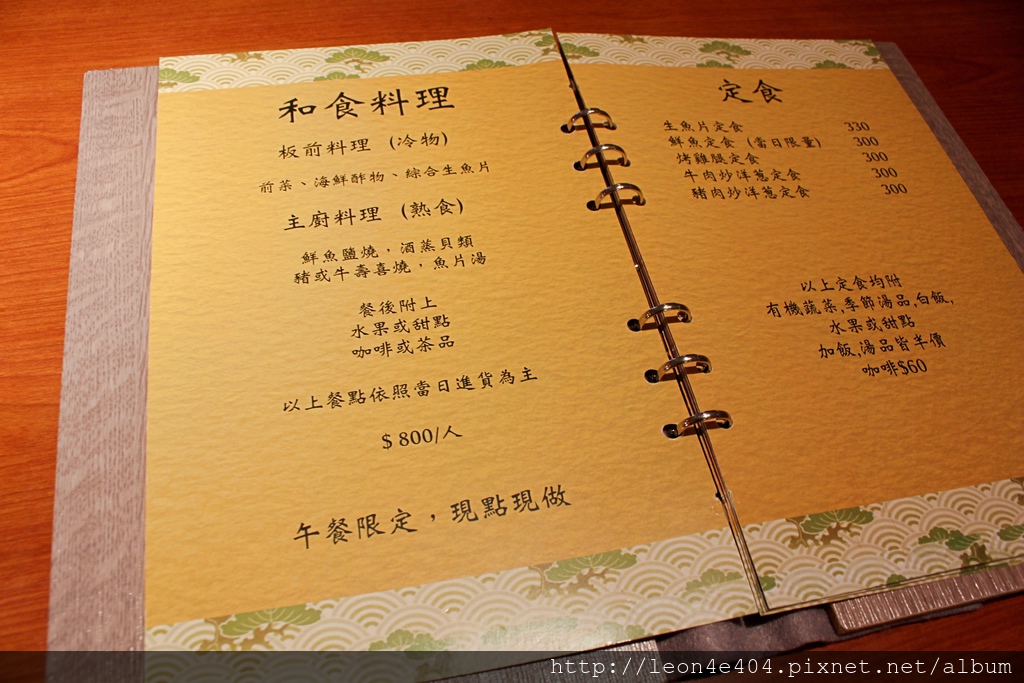 和食料理
板前料理 (冷物)
前菜、海鮮酢物、綜合生魚片
主廚料理 (熟食)
鮮魚鹽燒，酒蒸貝類
豬或牛壽喜燒，魚片湯
餐後附上
水果或甜點
咖啡或茶品
以上餐點依照當日進貨為主
$ 800/人
午餐限定，現點現做
定食
生魚片定食 330
鮮魚定食 (當日限量) 300
烤雞腿定食 300
牛肉炒洋蔥定食 300
豬肉炒洋蔥定食 300
以上定食均附
有機蔬菜,季節湯品,白飯,
水果或甜點
加飯,湯品皆半價
咖啡$60
http://leon4e404.pixnet.net/album